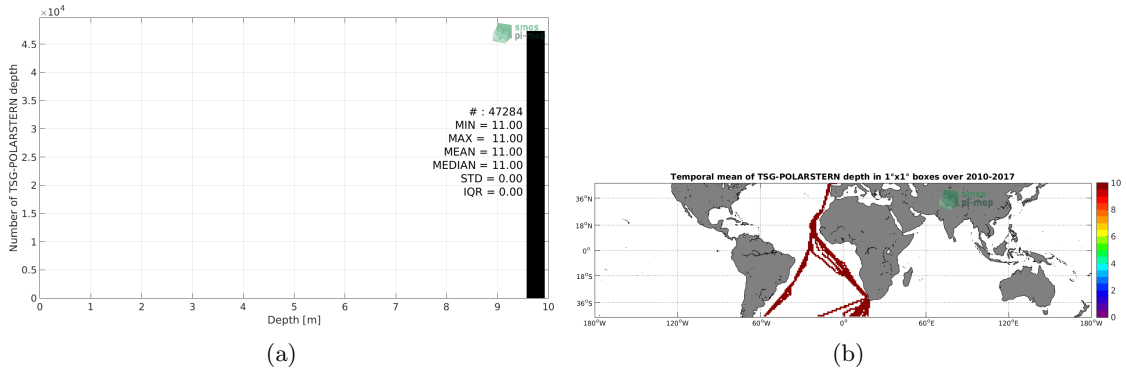 ×10⁴
4.5
4
3.5
3
2.5
2
1.5
1
0.5
0
Number of TSG-POLARSTERN depth
smos
pi-mep
# : 47284
MIN = 11.00
MAX = 11.00
MEAN = 11.00
MEDIAN = 11.00
STD = 0.00
IQR = 0.00
0 1 2 3 4 5 6 7 8 9 10
Depth [m]
(a)
Temporal mean of TSG-POLARSTERN depth in 1°x1° boxes over 2010-2017
smos
pi-mep
36°N
18°N
0°
18°S
36°S
180°W 120°W 60°W 0° 60°E 120°E 180°W
10
8
6
4
2
0
(b)